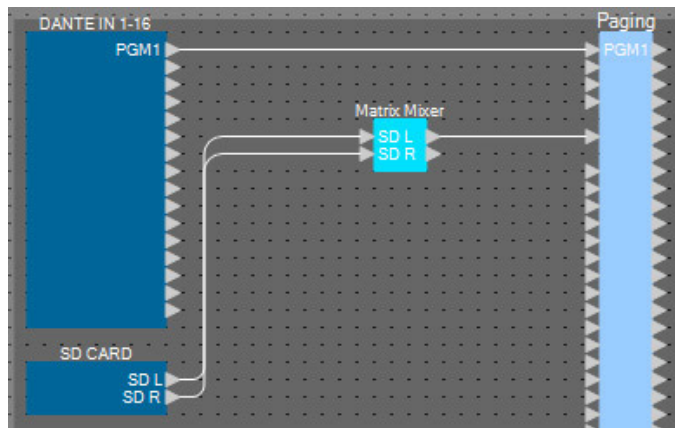 DANTE IN 1-16
Paging
PGM1
PGM1
Matrix Mixer
SD L
SD R
SD CARD
SD L
SD R